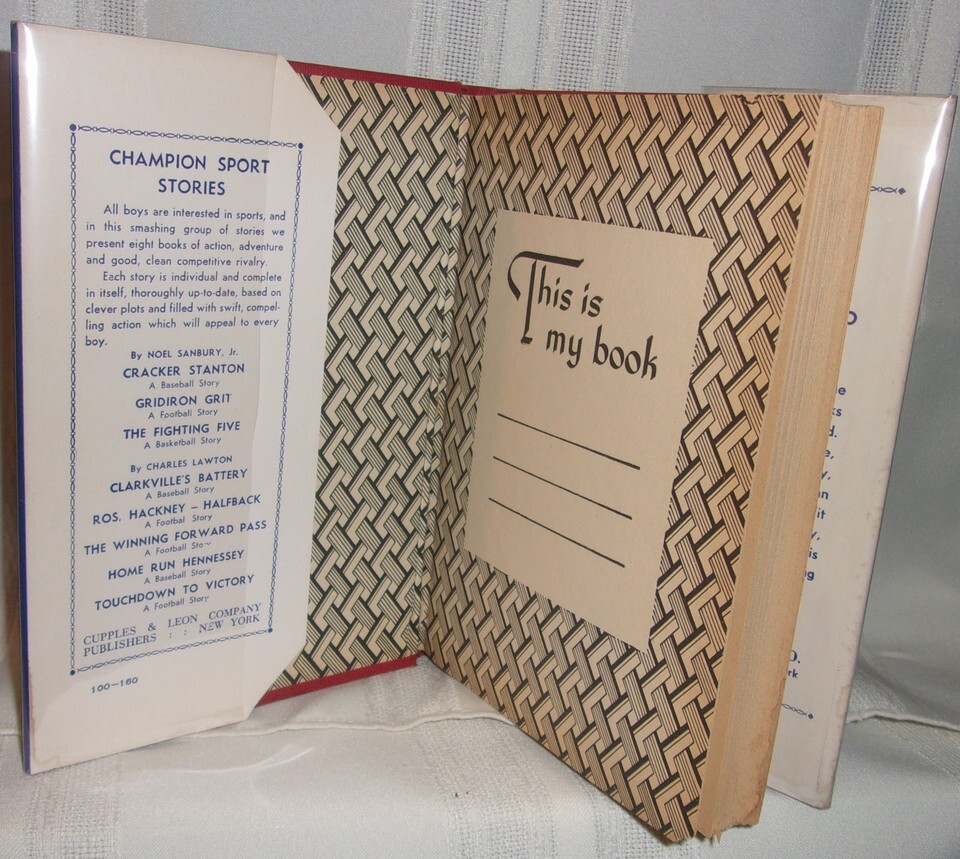 CHAMPION SPORT
STORIES
All boys are interested in sports, and
in this smashing group of stories we
present eight books of action, adventure
and good, clean competitive rivalry.
Each story is individual and complete
in itself, thoroughly up-to-date, based on
clever plots and filled with swift, compel-
ling action which will appeal to every
boy.
By NOEL SANBURY, Jr.
CRACKER STANTON
A Baseball Story
GRIDIRON GRIT
A Football Story
THE FIGHTING FIVE
A Basketball Story
By CHARLES LAWTON
CLARKVILLE'S BATTERY
A Baseball Story
ROS. HACKNEY – HALFBACK
A Football Story
THE WINNING FORWARD PASS
A Football Story
HOME RUN HENNESSEY
A Baseball Story
TOUCHDOWN TO VICTORY
A Football Story
CUPPLES & LEON COMPANY
PUBLISHERS : : NEW YORK
100—160
This is
my book